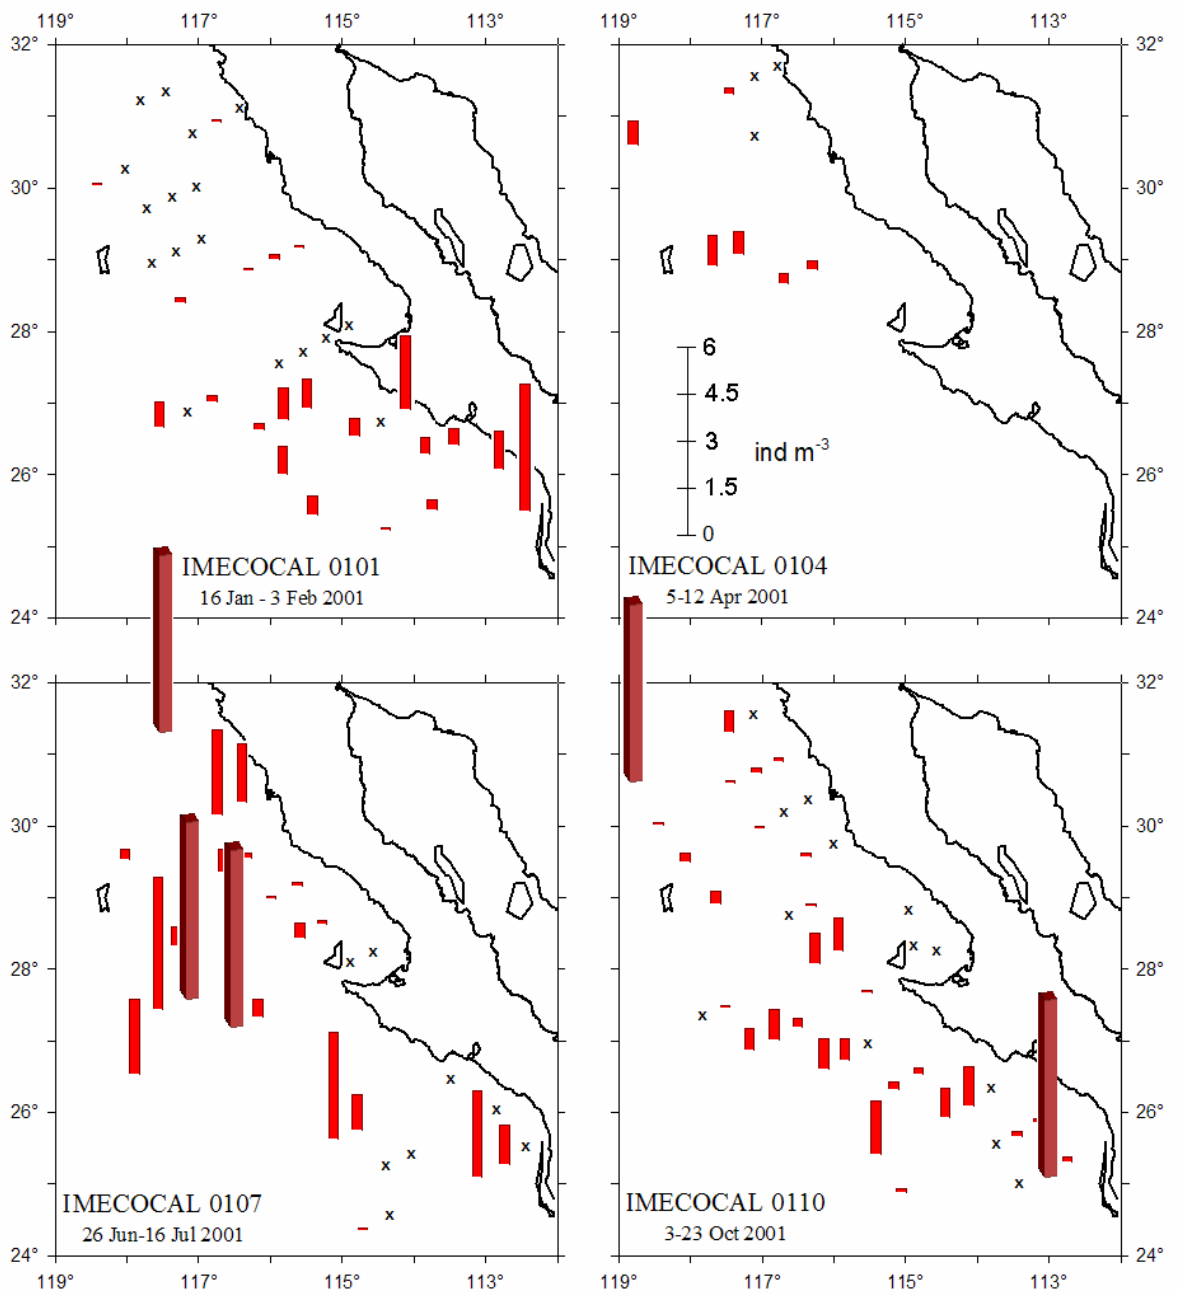 119° 117° 115° 113° 119° 117° 115° 113°
32° 32°
30° 30°
28° 28°
6
4.5
3
ind m⁻³
1.5
0
26° 26°
IMECOCAL 0101 IMECOCAL 0104
16 Jan - 3 Feb 2001 5-12 Apr 2001
24° 24°
32° 32°
30° 30°
28° 28°
26° 26°
IMECOCAL 0107 IMECOCAL 0110
26 Jun-16 Jul 2001 3-23 Oct 2001
24° 24°
119° 117° 115° 113° 119° 117° 115° 113°